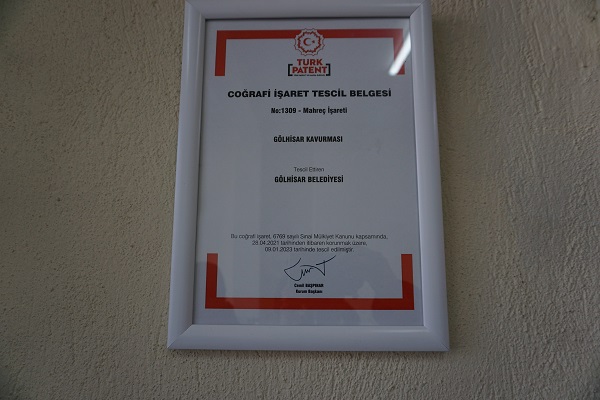 TÜRK
PATENT
COĞRAFİ İŞARET TESCİL BELGESİ
No:1309 - Mahreç İşareti
GÖLHİSAR KAVURMASI
Tescil Ettiren
GÖLHİSAR BELEDİYESİ
Bu coğrafi işaret, 6769 sayılı Sınai Mülkiyet Kanunu kapsamında,
28.04.2021 tarihinden itibaren korunmak üzere,
09.01.2023 tarihinde tescil edilmiştir.
Cemil BAŞPINAR
Kurum Başkanı